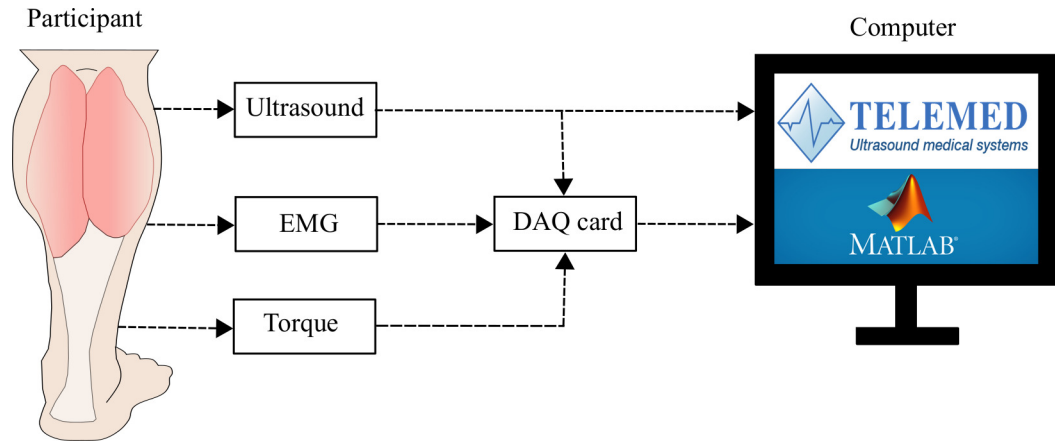 Participant
Computer
Ultrasound
TELEMED
Ultrasound medical systems
EMG
DAQ card
MATLAB®
Torque